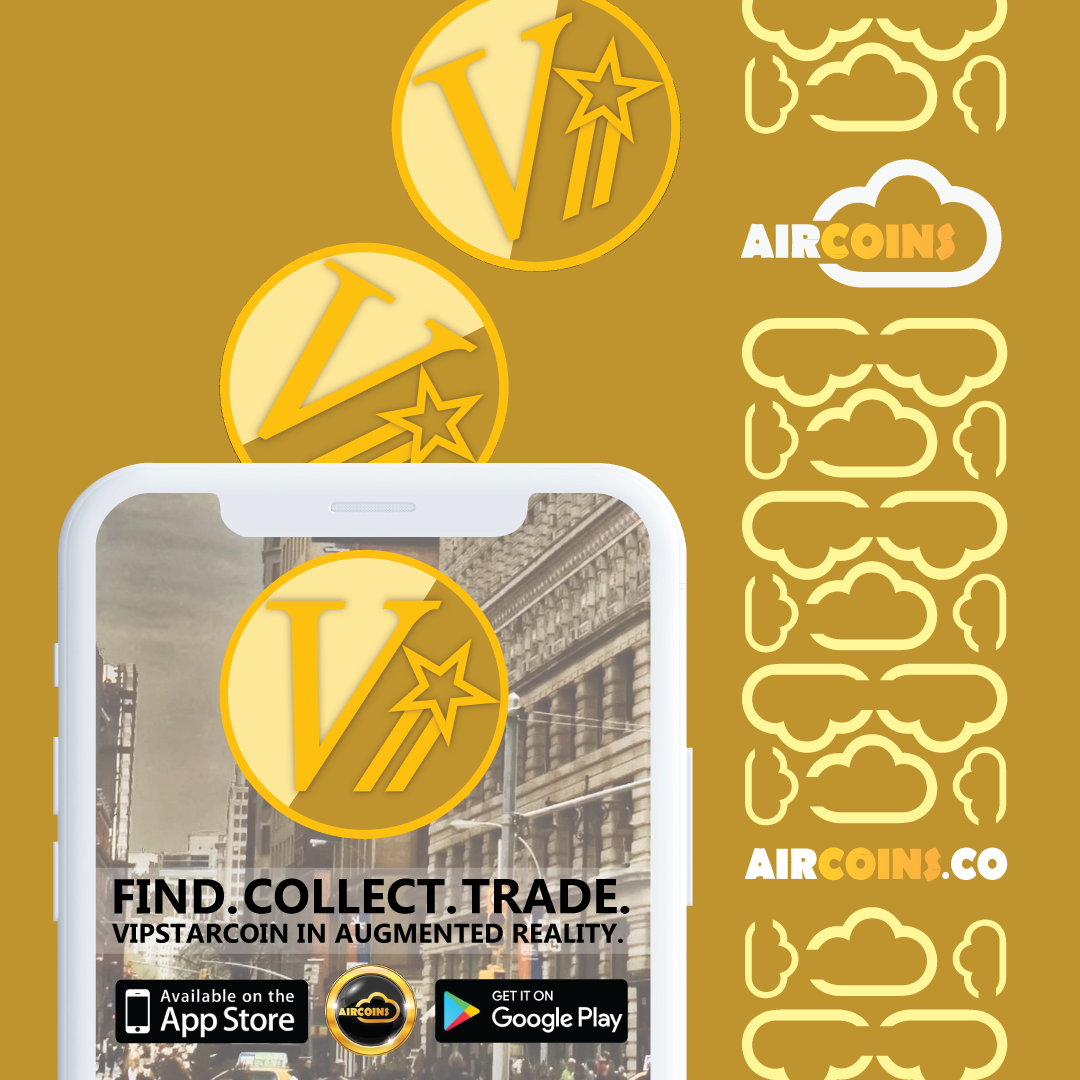 AIRCOINS
FIND.COLLECT.TRADE.
VIPSTARCOIN IN AUGMENTED REALITY.
Available on the
App Store
AIRCOINS
GET IT ON
Google Play
AIRCOINS.CO